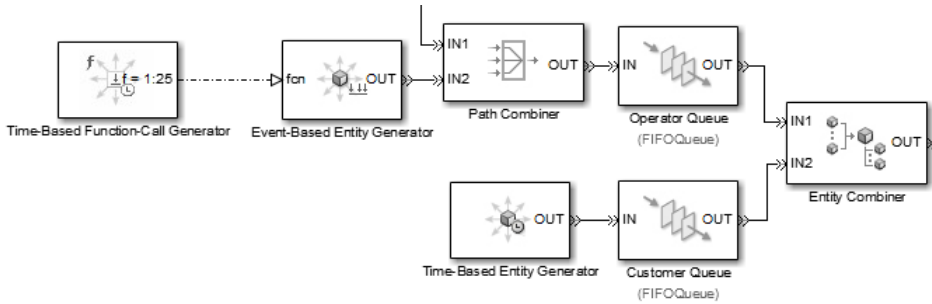 IN1
IN2
OUT
Path Combiner
f
f = 1:25
Time-Based Function-Call Generator
fcn
OUT
Event-Based Entity Generator
IN
OUT
Operator Queue
(FIFOQueue)
IN1
IN2
OUT
Entity Combiner
OUT
Time-Based Entity Generator
IN
OUT
Customer Queue
(FIFOQueue)